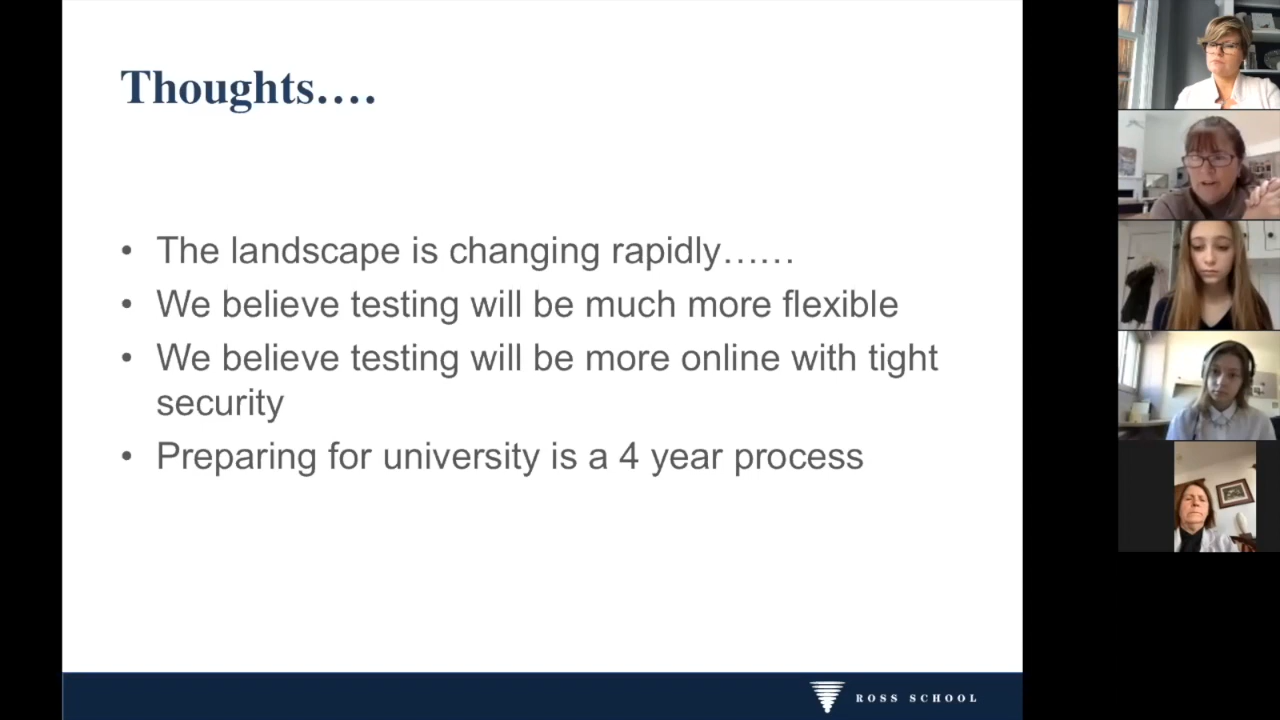 Thoughts….
• The landscape is changing rapidly……
• We believe testing will be much more flexible
• We believe testing will be more online with tight
security
• Preparing for university is a 4 year process
ROSS SCHOOL